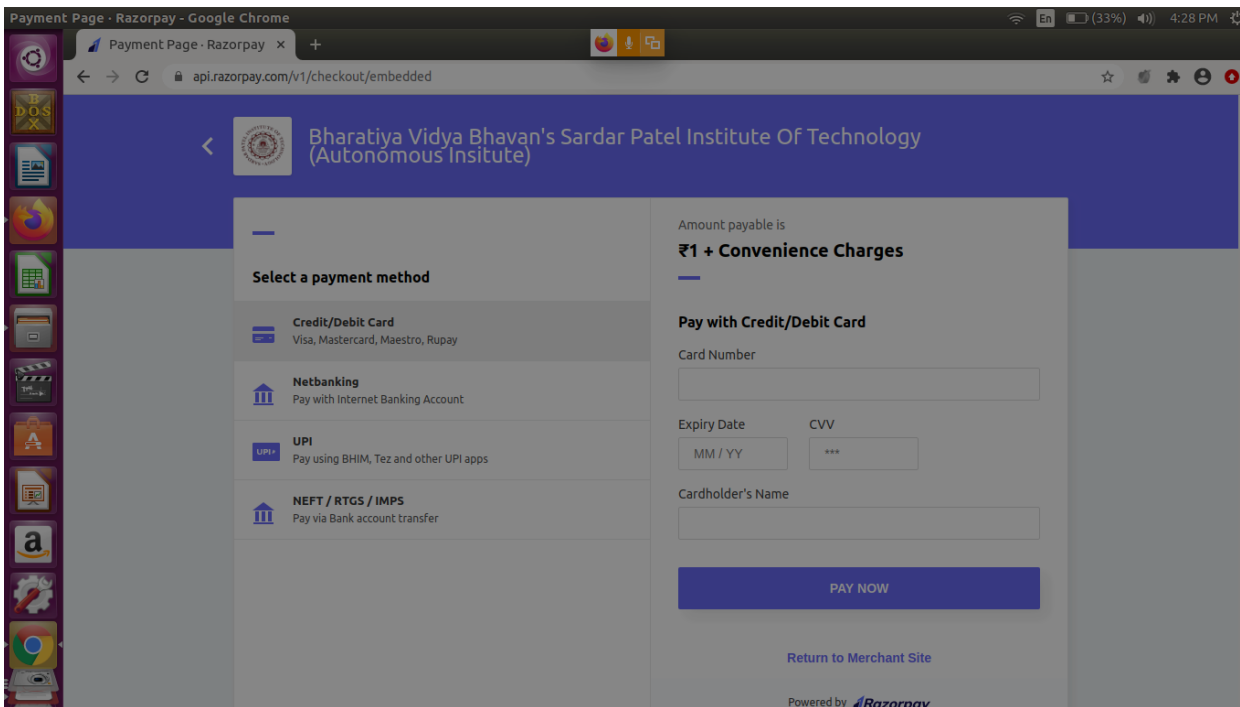 Payment Page · Razorpay - Google Chrome
En
(33%)
4:28 PM
Payment Page · Razorpay
api.razorpay.com/v1/checkout/embedded
Bharatiya Vidya Bhavan's Sardar Patel Institute Of Technology
(Autonomous Insitute)
Select a payment method
Credit/Debit Card
Visa, Mastercard, Maestro, Rupay
Netbanking
Pay with Internet Banking Account
UPI
UPI
Pay using BHIM, Tez and other UPI apps
NEFT / RTGS / IMPS
Pay via Bank account transfer
Amount payable is
₹1 + Convenience Charges
Pay with Credit/Debit Card
Card Number
Expiry Date
CVV
MM / YY
***
Cardholder's Name
PAY NOW
Return to Merchant Site
Powered by Razorpay
DOS
BOX
A
a